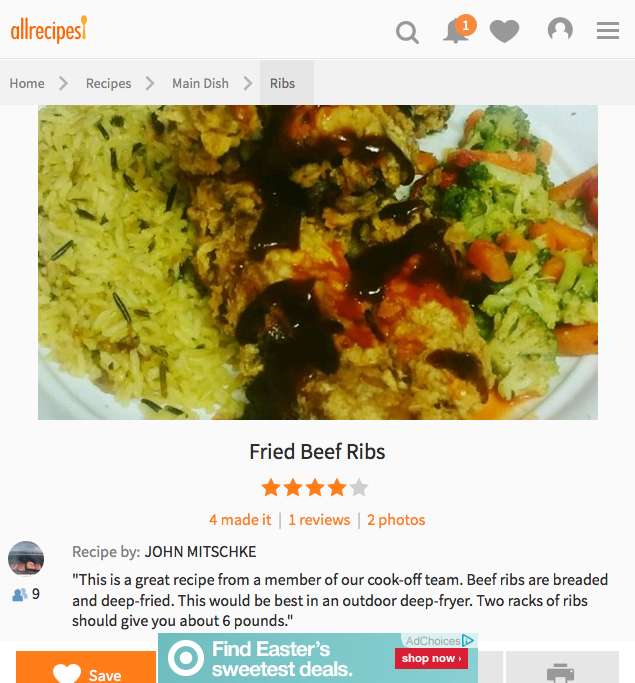 allrecipes
1
Home
Recipes
Main Dish
Ribs
Fried Beef Ribs
4 made it | 1 reviews | 2 photos
Recipe by: JOHN MITSCHKE
9
"This is a great recipe from a member of our cook-off team. Beef ribs are breaded
and deep-fried. This would be best in an outdoor deep-fryer. Two racks of ribs
should give you about 6 pounds."
AdChoices
Find Easter's
sweetest deals.
shop now ›
Save